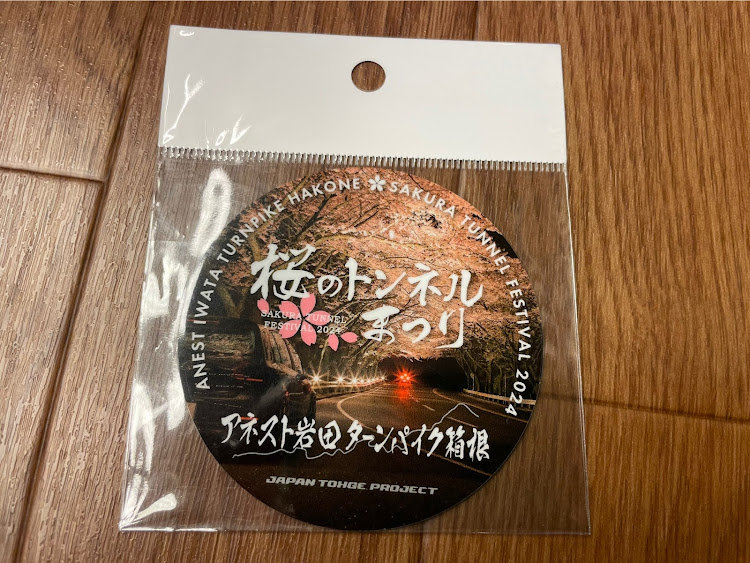 ANEST IWATA TURNPIKE HAKONE SAKURA TUNNEL FESTIVAL 2024
桜のトンネル
まつり
SAKURA TUNNEL
FESTIVAL 2024
アネスト岩田ターンパイク箱根
JAPAN TOHGE PROJECT